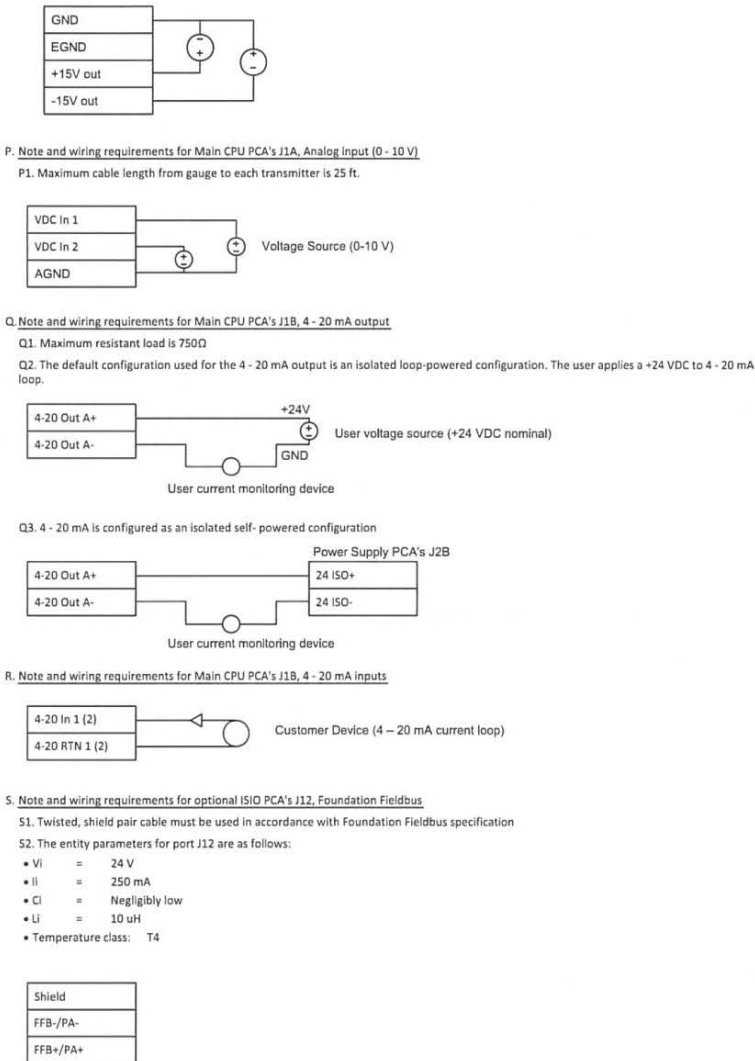 GND
EGND
+15V out
-15V out
P. Note and wiring requirements for Main CPU PCA's J1A, Analog input (0 - 10 V)
P1. Maximum cable length from gauge to each transmitter is 25 ft.
VDC In 1
VDC In 2
AGND
Voltage Source (0-10 V)
Q. Note and wiring requirements for Main CPU PCA's J1B, 4 - 20 mA output
Q1. Maximum resistant load is 750Ω
Q2. The default configuration used for the 4 - 20 mA output is an isolated loop-powered configuration. The user applies a +24 VDC to 4 - 20 mA
loop.
4-20 Out A+
4-20 Out A-
+24V
GND
User voltage source (+24 VDC nominal)
User current monitoring device
Q3. 4 - 20 mA is configured as an isolated self- powered configuration
Power Supply PCA's J2B
4-20 Out A+
4-20 Out A-
24 ISO+
24 ISO-
User current monitoring device
R. Note and wiring requirements for Main CPU PCA's J1B, 4 - 20 mA inputs
4-20 In 1 (2)
4-20 RTN 1 (2)
Customer Device (4 – 20 mA current loop)
S. Note and wiring requirements for optional ISIO PCA's J12, Foundation Fieldbus
S1. Twisted, shield pair cable must be used in accordance with Foundation Fieldbus specification
S2. The entity parameters for port J12 are as follows:
• Vi = 24 V
• Ii = 250 mA
• Ci = Negligibly low
• Li = 10 uH
• Temperature class: T4
Shield
FFB-/PA-
FFB+/PA+